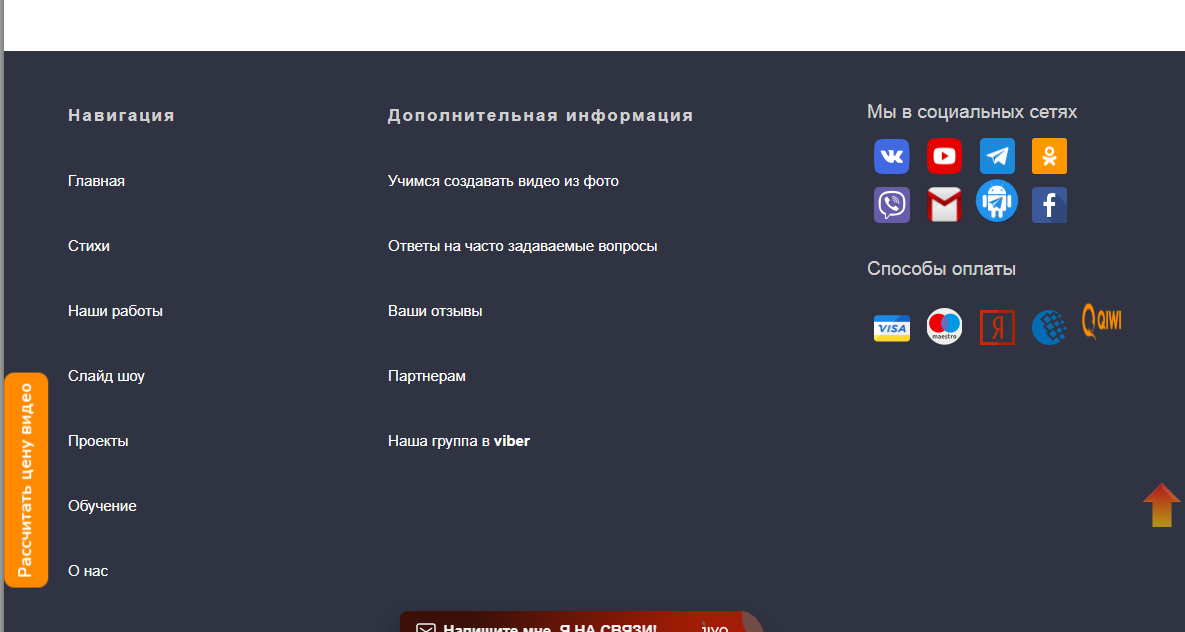 Навигация
Главная
Стихи
Наши работы
Слайд шоу
Проекты
Обучение
О нас
Дополнительная информация
Учимся создавать видео из фото
Ответы на часто задаваемые вопросы
Ваши отзывы
Партнерам
Наша группа в viber
Мы в социальных сетях
Способы оплаты
VISA
maestro
Я
QIWI
Рассчитать цену видео
Напишите мне, Я НА СВЯЗИ!
jivo